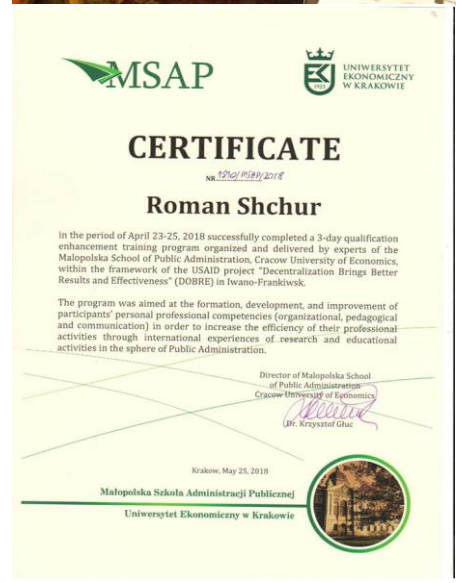 MSAP
UNIWERSYTET
EKONOMICZNY
W KRAKOWIE
1925
CERTIFICATE
NR
Roman Shchur
in the period of April 23-25, 2018 successfully completed a 3-day qualification
enhancement training program organized and delivered by experts of the
Malopolska School of Public Administration, Cracow University of Economics,
within the framework of the USAID project "Decentralization Brings Better
Results and Effectiveness" (DOBRE) in Iwano-Frankiwsk.
The program was aimed at the formation, development, and improvement of
participants' personal professional competencies (organizational, pedagogical
and communication) in order to increase the efficiency of their professional
activities through international experiences of research and educational
activities in the sphere of Public Administration.
Director of Malopolska School
of Public Administration
Cracow University of Economics
Dr. Krzysztof Głuc
Krakow, May 25, 2018
Małopolska Szkoła Administracji Publicznej
Uniwersytet Ekonomiczny w Krakowie